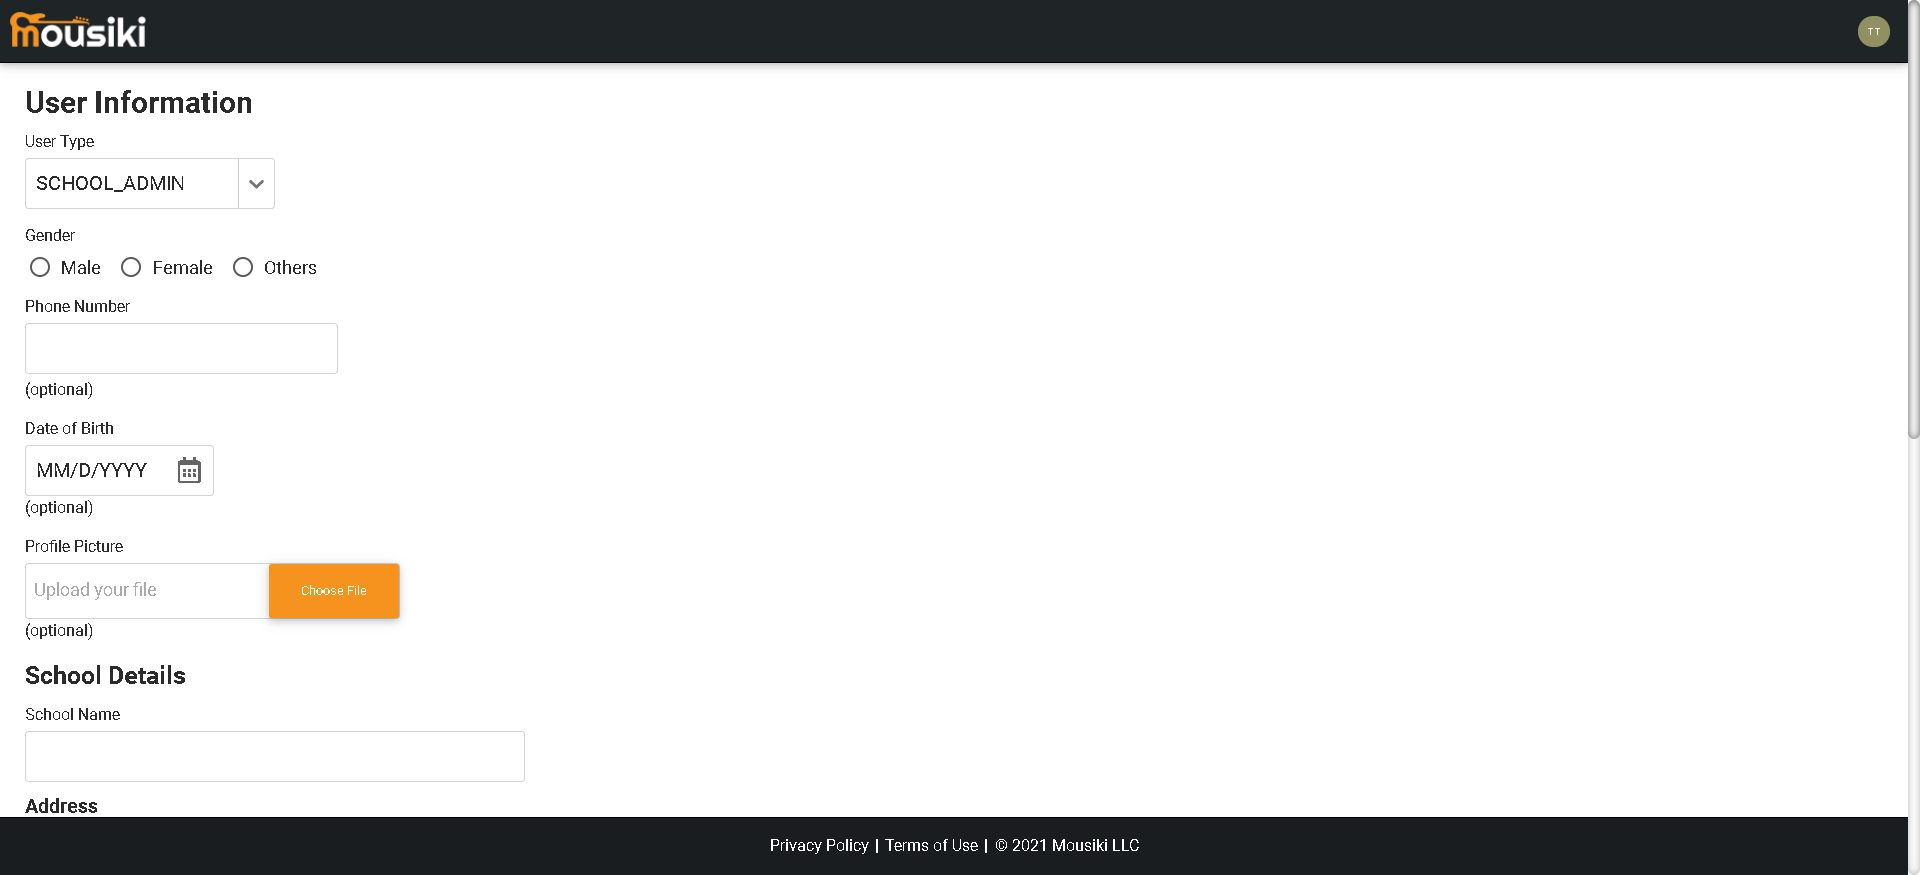 mousiki
TT
User Information
User Type
SCHOOL_ADMIN
Gender
Male Female Others
Phone Number
(optional)
Date of Birth
MM/D/YYYY
(optional)
Profile Picture
Upload your file Choose File
(optional)
School Details
School Name
Address
Privacy Policy | Terms of Use | © 2021 Mousiki LLC